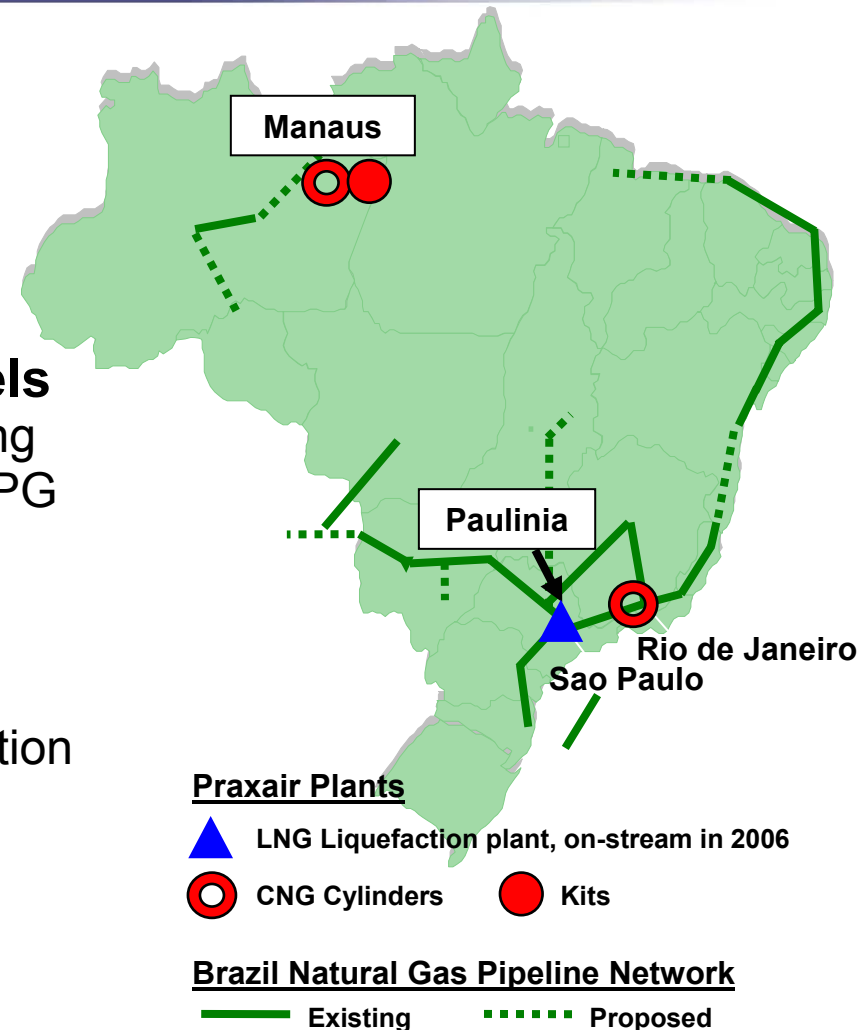 Manaus
els
ng
PG
Paulinia
Rio de Janeiro
Sao Paulo
tion
Praxair Plants
LNG Liquefaction plant, on-stream in 2006
CNG Cylinders Kits
Brazil Natural Gas Pipeline Network
Existing Proposed